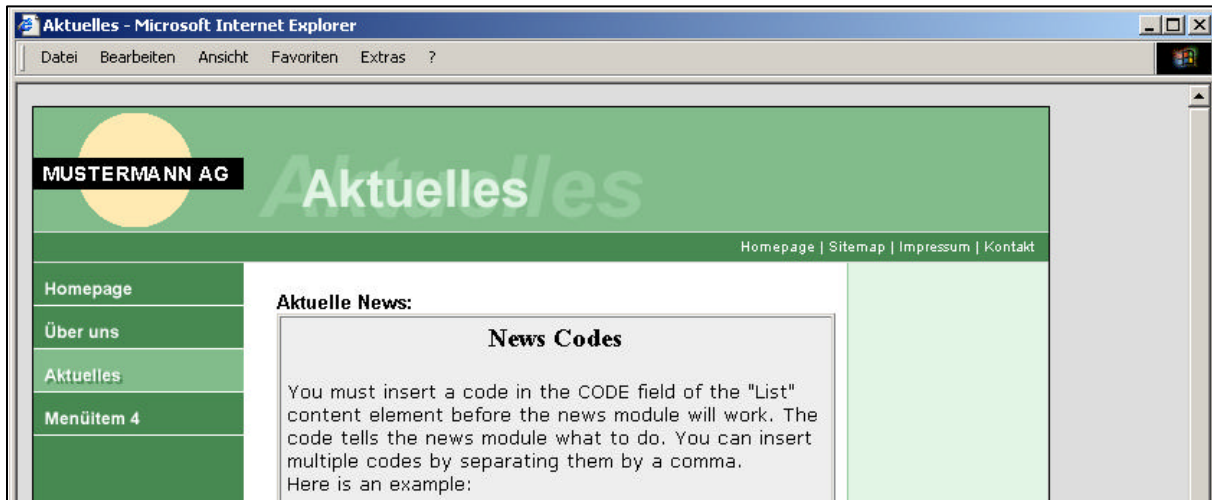 Aktuelles - Microsoft Internet Explorer
Datei Bearbeiten Ansicht Favoriten Extras ?
MUSTERMANN AG
Aktuelles
Aktuelles
Homepage | Sitemap | Impressum | Kontakt
Homepage
Über uns
Aktuelles
Menüitem 4
Aktuelle News:
News Codes
You must insert a code in the CODE field of the "List"
content element before the news module will work. The
code tells the news module what to do. You can insert
multiple codes by separating them by a comma.
Here is an example: